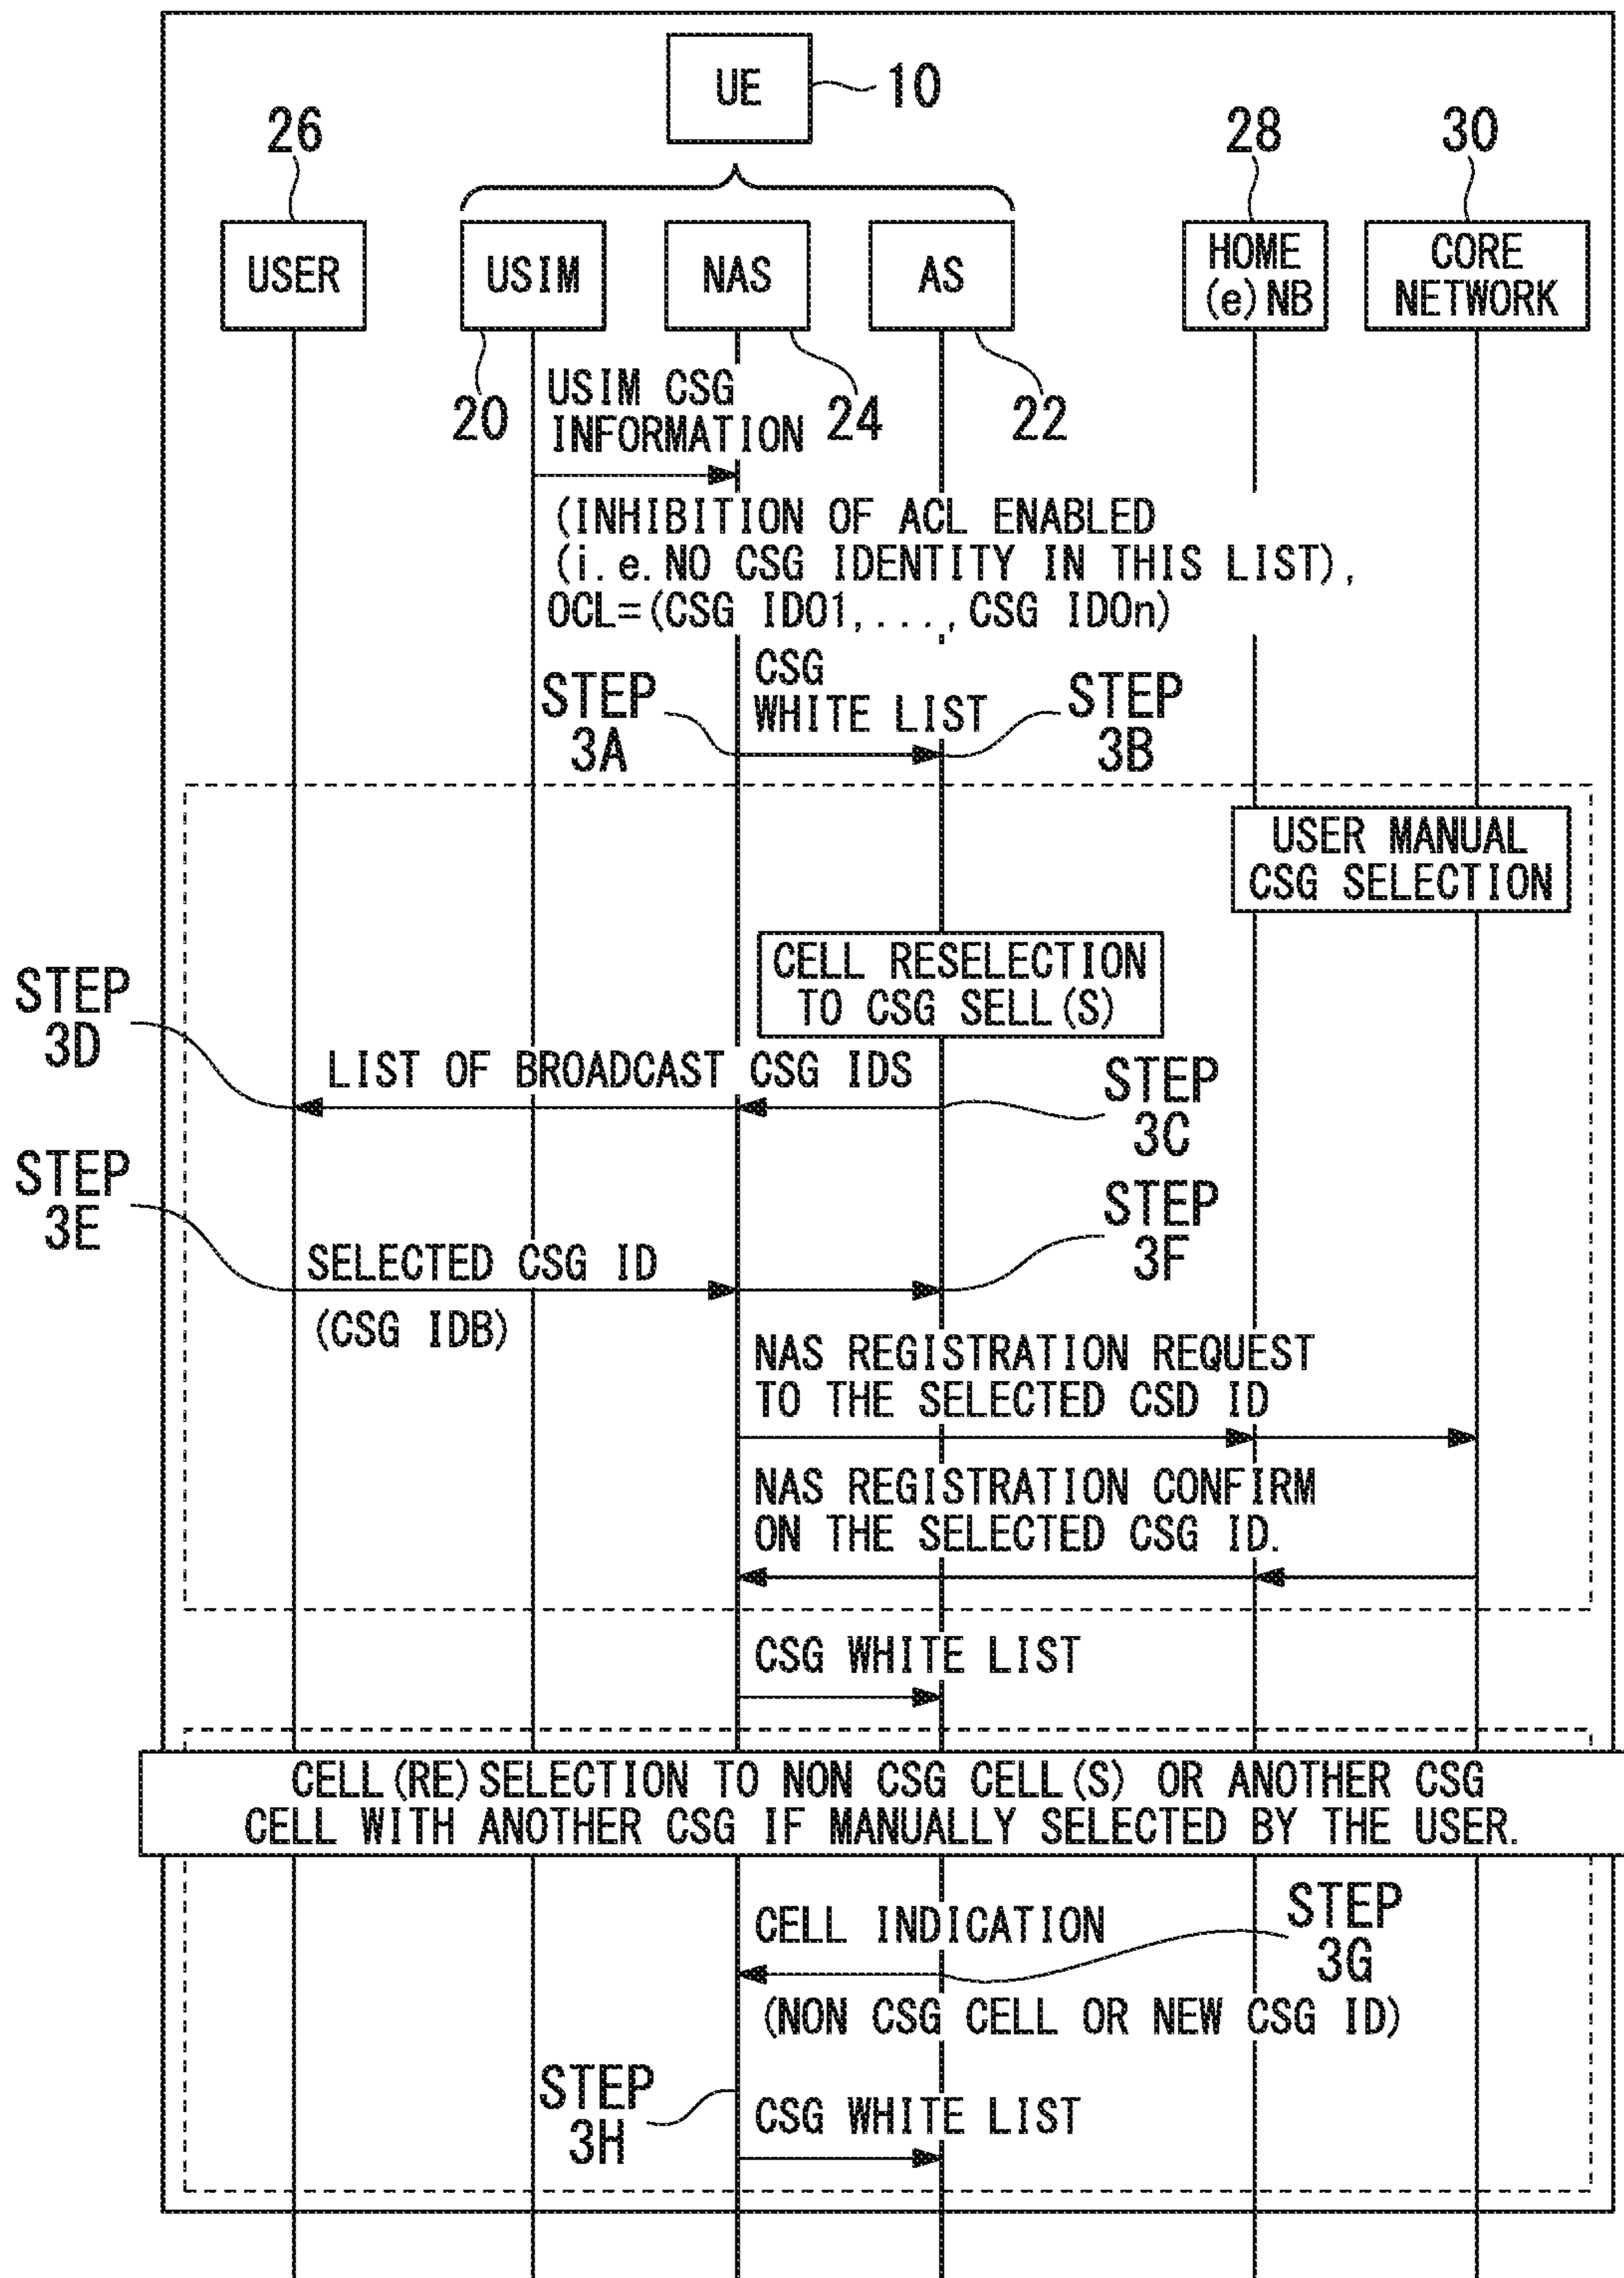 UE
10
26
28
30
USER
USIM
NAS
AS
HOME
(e)NB
CORE
NETWORK
20
24
22
USIM CSG
INFORMATION
(INHIBITION OF ACL ENABLED
(i.e.NO CSG IDENTITY IN THIS LIST),
OCL=(CSG ID01,...,CSG ID0n)
CSG
WHITE LIST
STEP
3A
STEP
3B
USER MANUAL
CSG SELECTION
CELL RESELECTION
TO CSG SELL(S)
STEP
3D
LIST OF BROADCAST CSG IDS
STEP
3C
STEP
3E
STEP
3F
SELECTED CSG ID
(CSG IDB)
NAS REGISTRATION REQUEST
TO THE SELECTED CSD ID
NAS REGISTRATION CONFIRM
ON THE SELECTED CSG ID.
CSG WHITE LIST
CELL(RE)SELECTION TO NON CSG CELL(S) OR ANOTHER CSG
CELL WITH ANOTHER CSG IF MANUALLY SELECTED BY THE USER.
CELL INDICATION
STEP
3G
(NON CSG CELL OR NEW CSG ID)
STEP
3H
CSG WHITE LIST